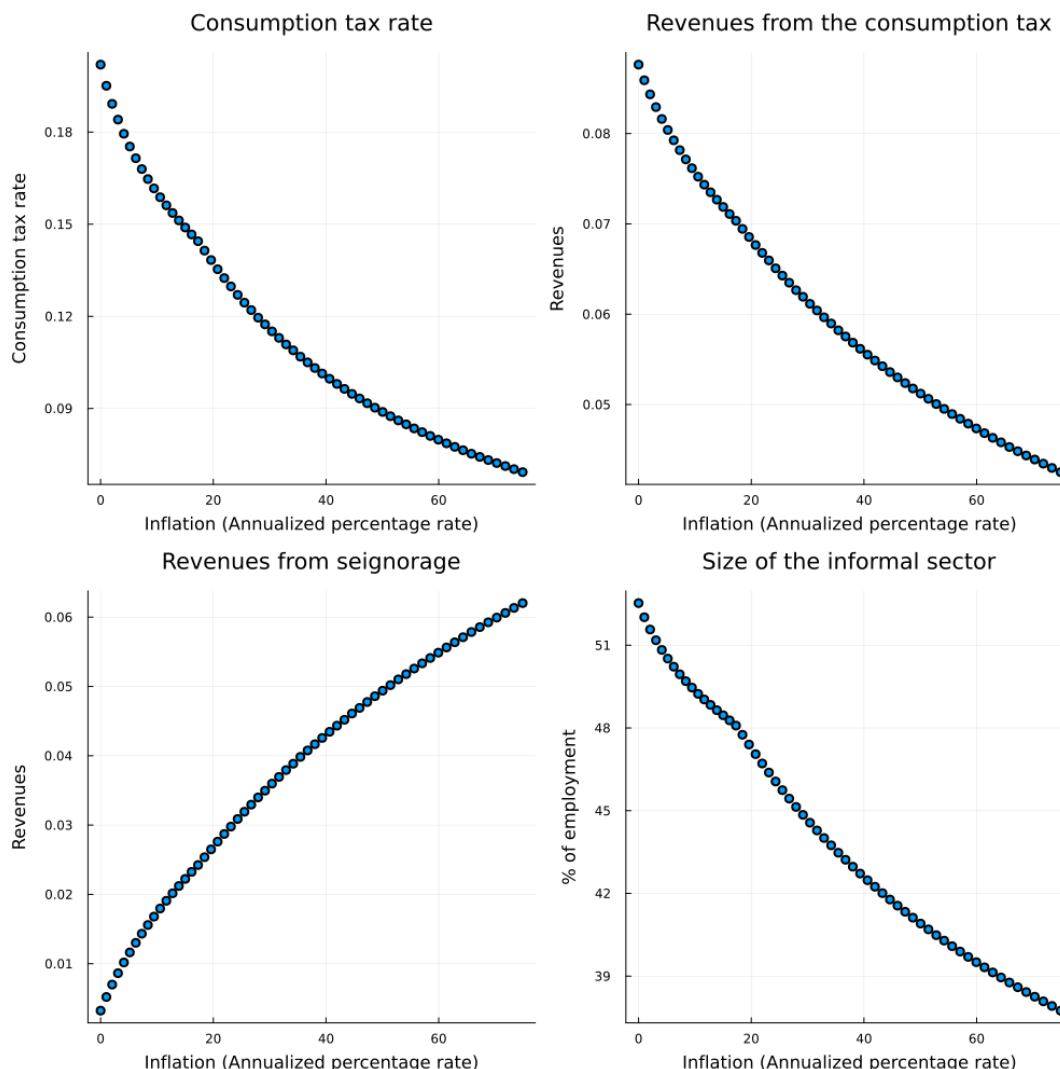 Consumption tax rate
Consumption tax rate
0.18
0.15
0.12
0.09
0
20
40
60
Inflation (Annualized percentage rate)
Revenues from the consumption tax
Revenues
0.08
0.07
0.06
0.05
0
20
40
60
Inflation (Annualized percentage rate)
Revenues from seignorage
Revenues
0.06
0.05
0.04
0.03
0.02
0.01
0
20
40
60
Inflation (Annualized percentage rate)
Size of the informal sector
% of employment
51
48
45
42
39
0
20
40
60
Inflation (Annualized percentage rate)